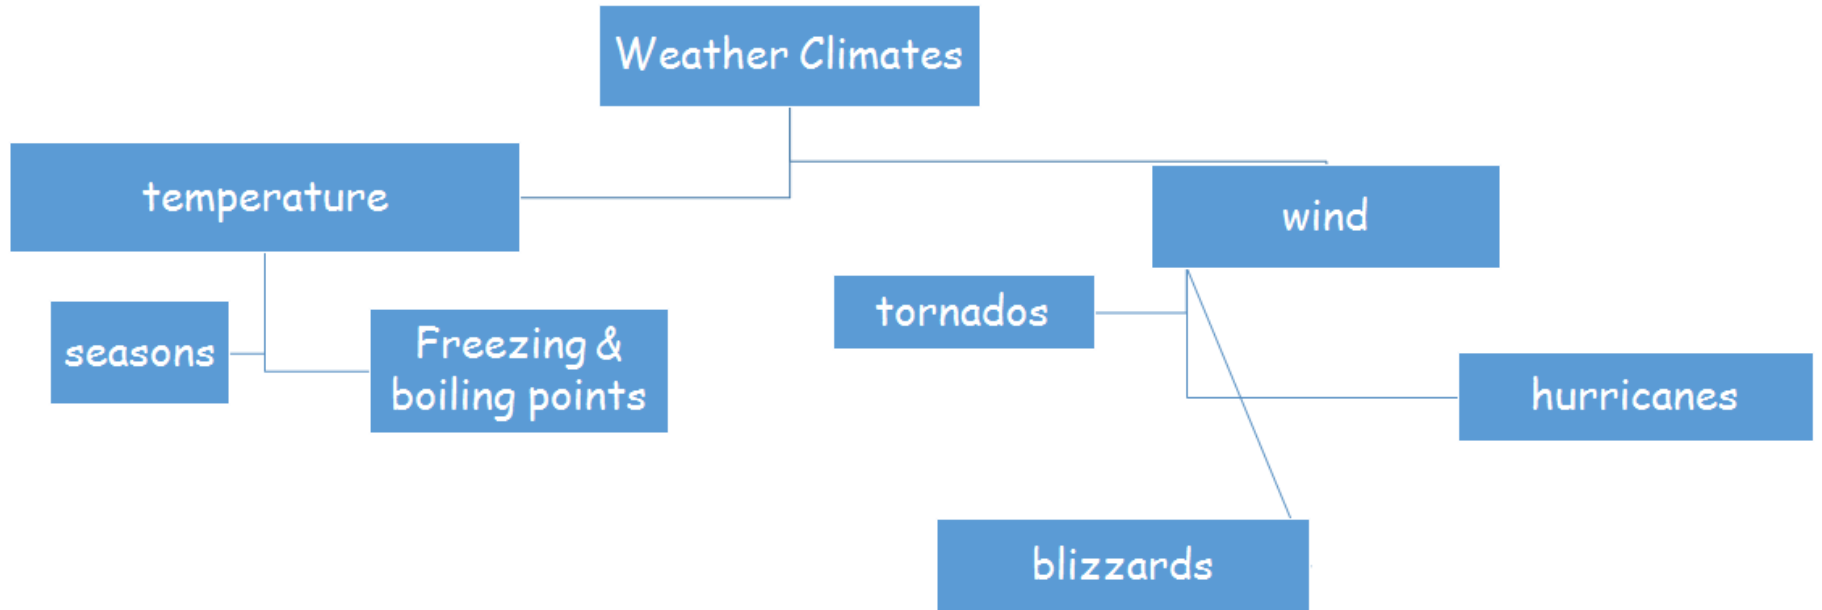 Weather Climates
temperature
wind
seasons
Freezing &
boiling points
tornados
hurricanes
blizzards